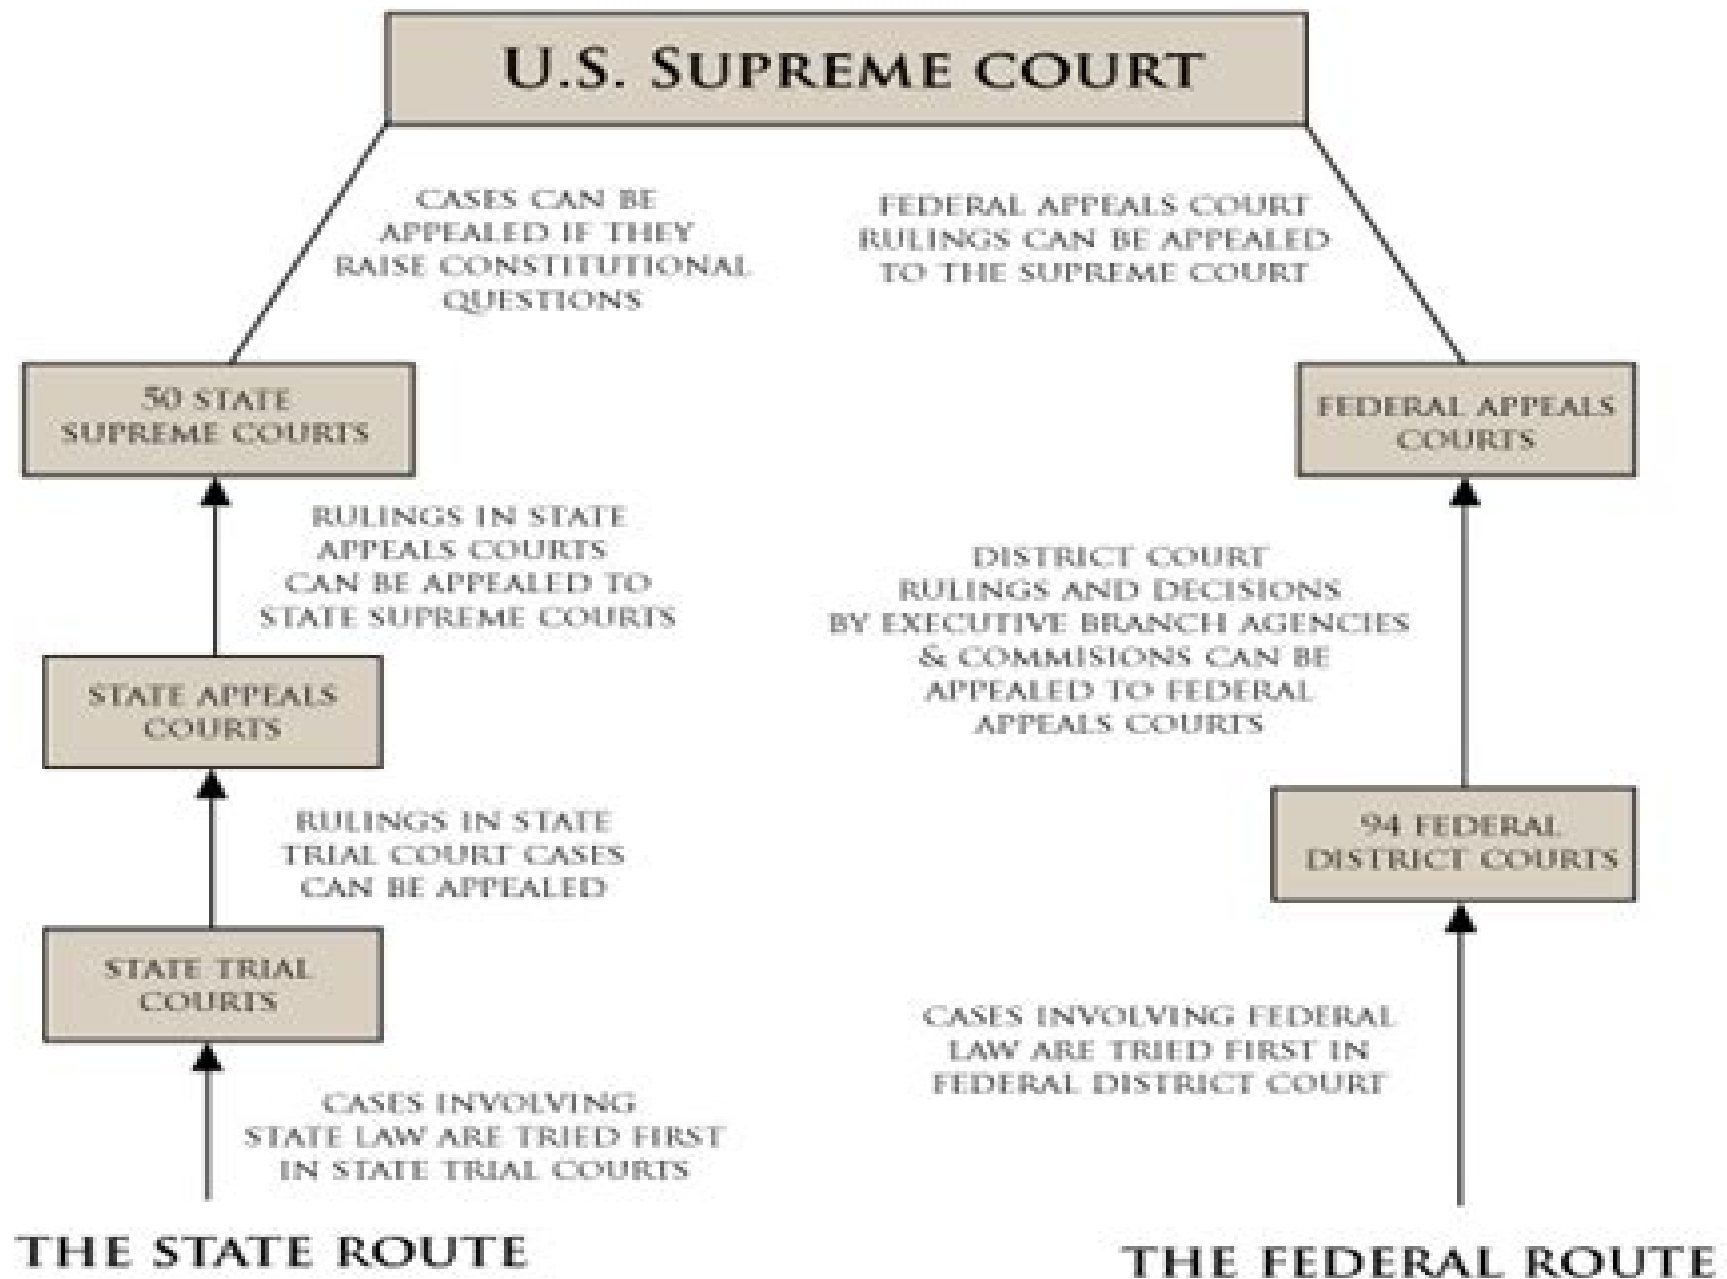 U.S. SUPREME COURT
CASES CAN BE
APPEALED IF THEY
RAISE CONSTITUTIONAL
QUESTIONS
FEDERAL APPEALS COURT
RULINGS CAN BE APPEALED
TO THE SUPREME COURT
50 STATE
SUPREME COURTS
FEDERAL APPEALS
COURTS
RULINGS IN STATE
APPEALS COURTS
CAN BE APPEALED TO
STATE SUPREME COURTS
DISTRICT COURT
RULINGS AND DECISIONS
BY EXECUTIVE BRANCH AGENCIES
& COMMISIONS CAN BE
APPEALED TO FEDERAL
APPEALS COURTS
STATE APPEALS
COURTS
RULINGS IN STATE
TRIAL COURT CASES
CAN BE APPEALED
94 FEDERAL
DISTRICT COURTS
STATE TRIAL
COURTS
CASES INVOLVING FEDERAL
LAW ARE TRIED FIRST IN
FEDERAL DISTRICT COURT
CASES INVOLVING
STATE LAW ARE TRIED FIRST
IN STATE TRIAL COURTS
THE STATE ROUTE
THE FEDERAL ROUTE